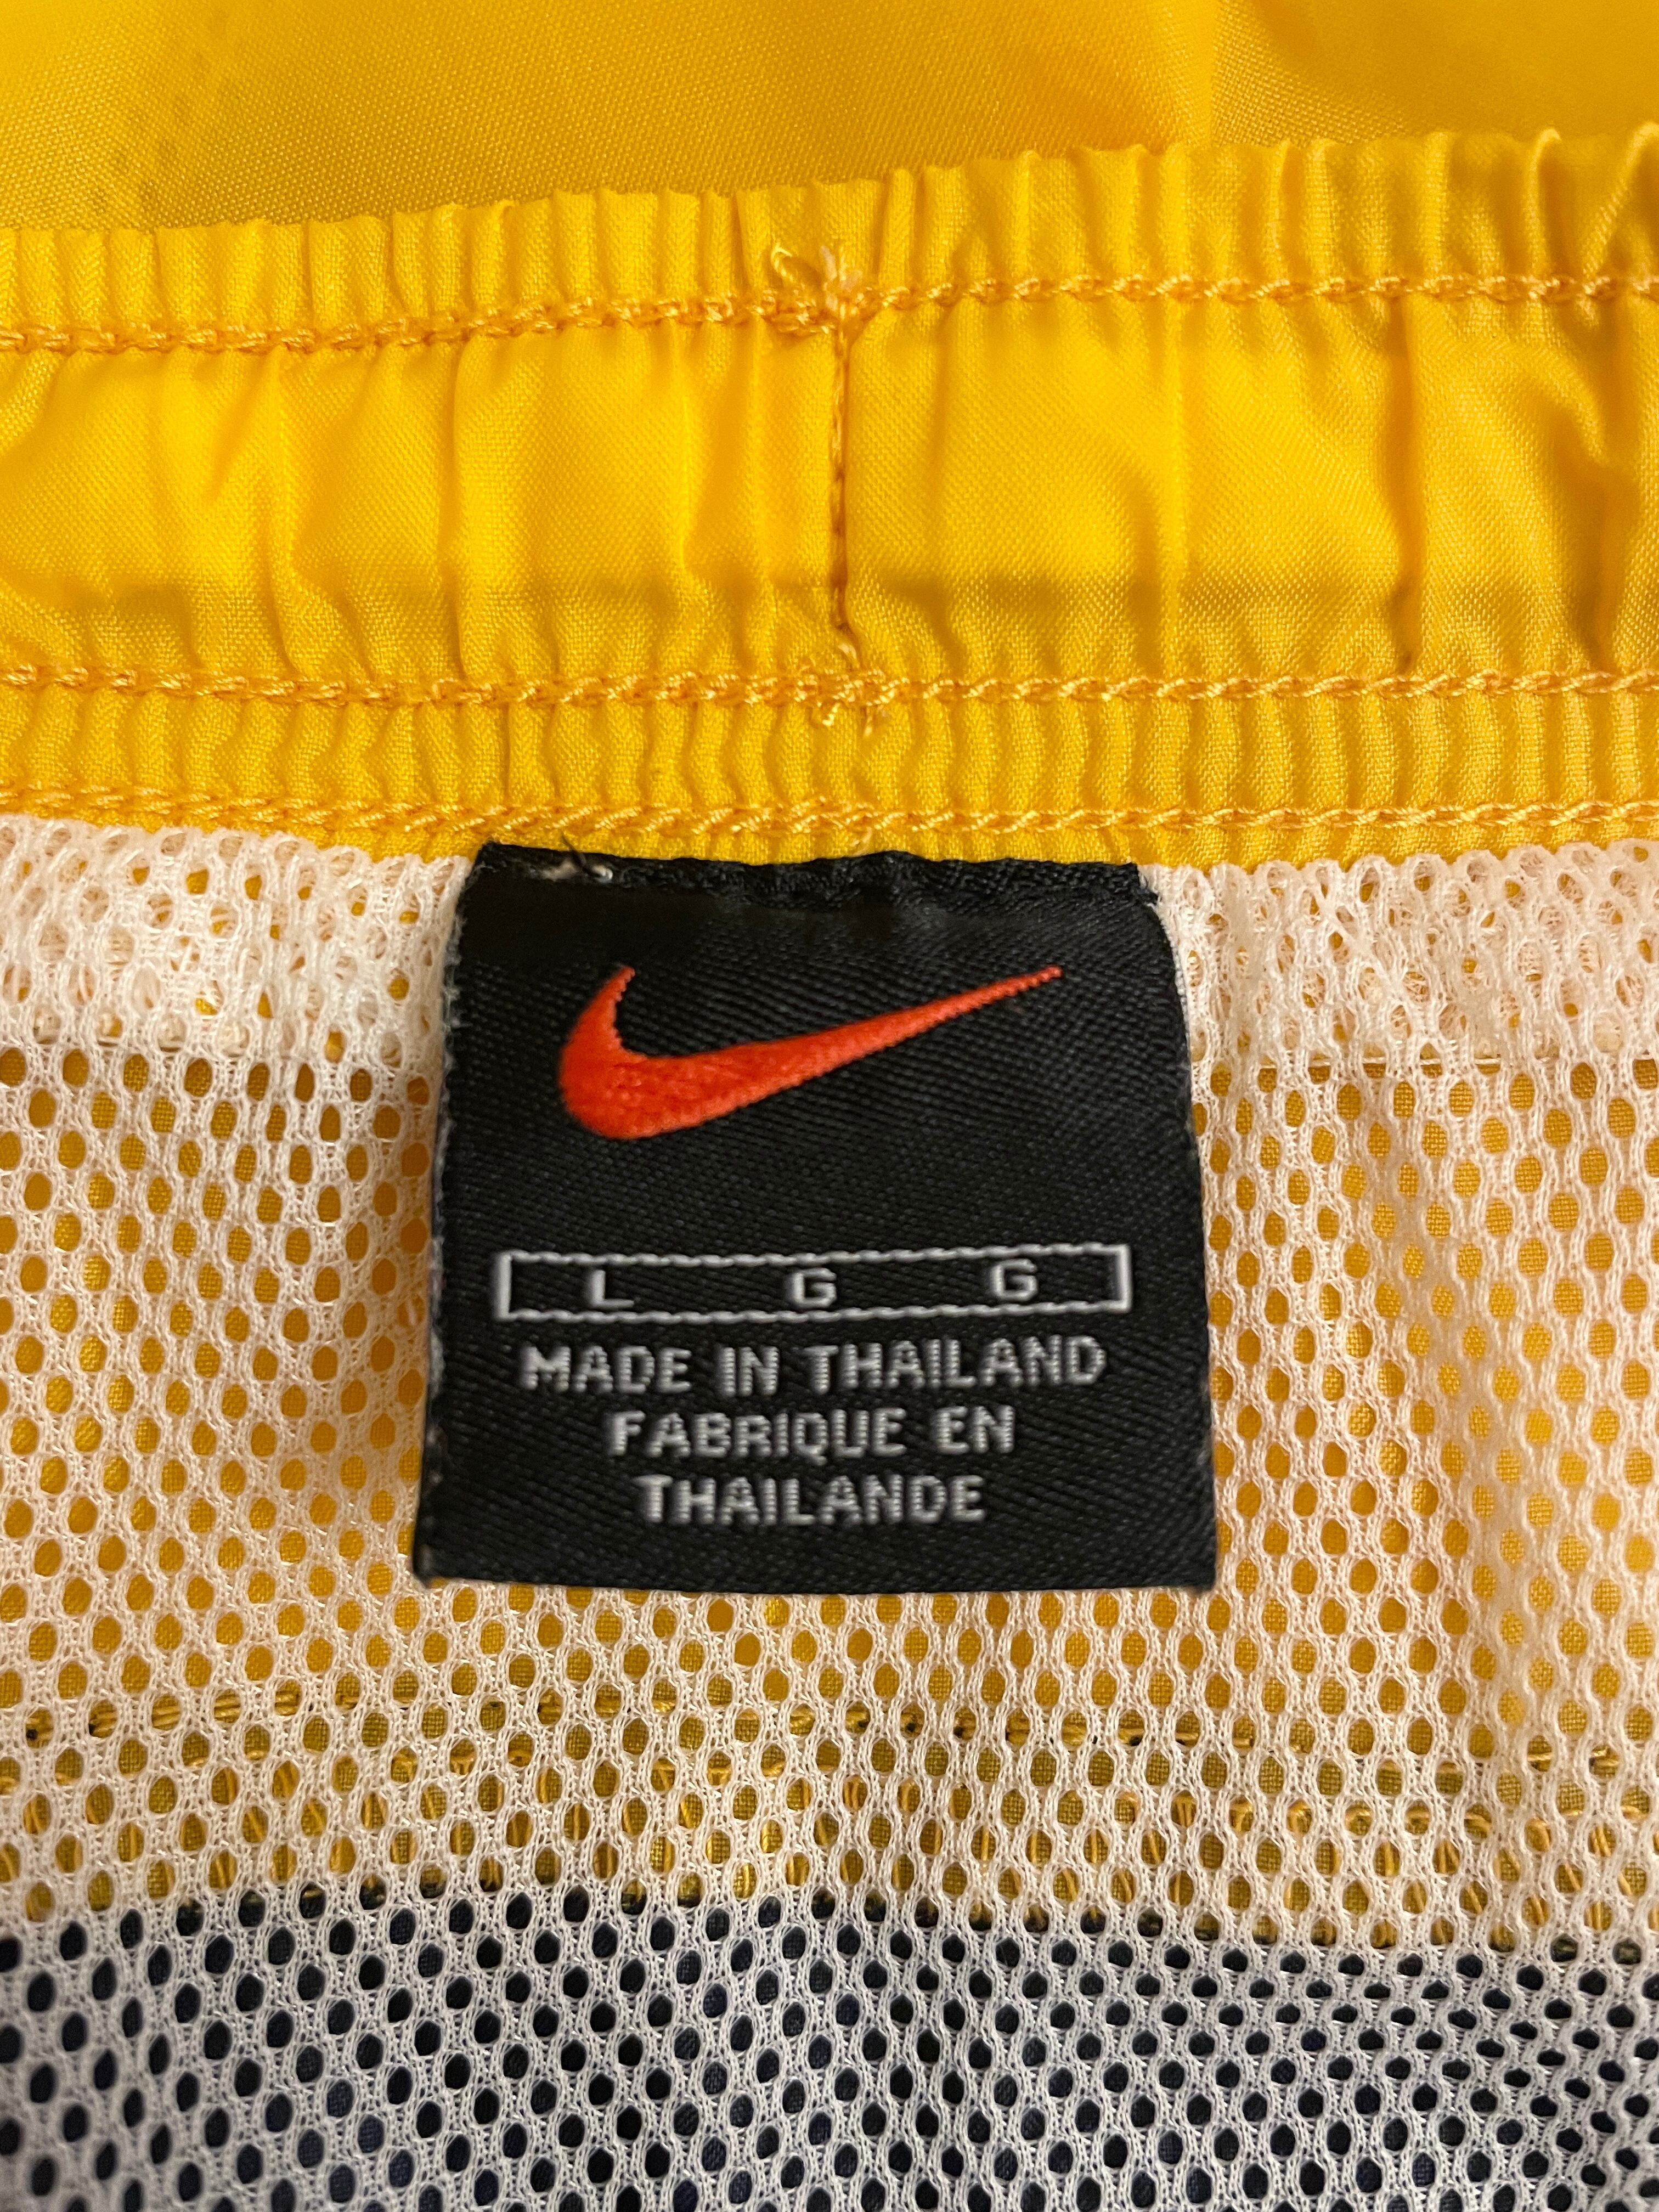 L G G
MADE IN THAILAND
FABRIQUE EN
THAILANDE